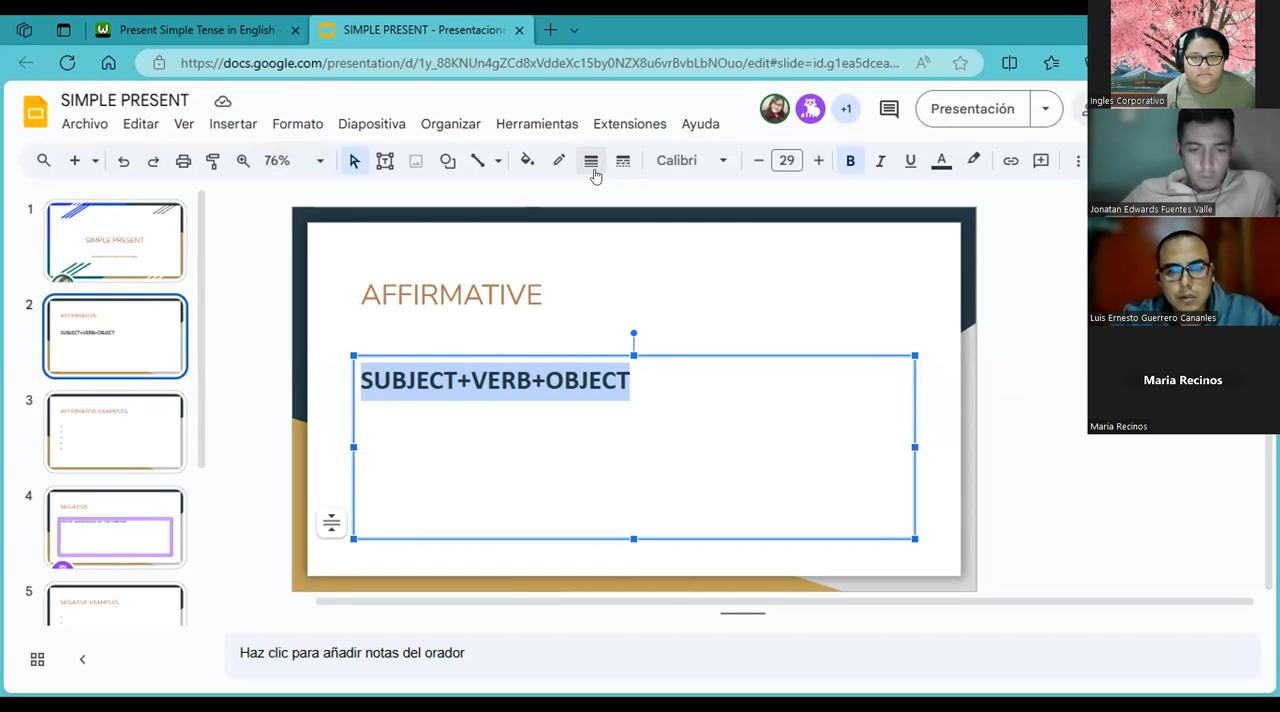 Present Simple Tense in English -
SIMPLE PRESENT - Presentacione
https://docs.google.com/presentation/d/1y_88KNUn4gZCd8xVddeXc15by0NZX8u6vrBvbLbNOuo/edit#slide=id.g1ea5dcea...
SIMPLE PRESENT
Archivo Editar Ver Insertar Formato Diapositiva Organizar Herramientas Extensiones Ayuda
+1
Presentación
76% Calibri 29 B I U A
1
SIMPLE PRESENT
2
AFFIRMATIVE
SUBJECT+VERB+OBJECT
3
AFFIRMATIVE EXAMPLES
4
NEGATIVE
5
NEGATIVE EXAMPLES
AFFIRMATIVE
SUBJECT+VERB+OBJECT
Haz clic para añadir notas del orador
Ingles Corporativo
Jonatan Edwards Fuentes Valle
Luis Ernesto Guerrero Cananles
Maria Recinos
Maria Recinos